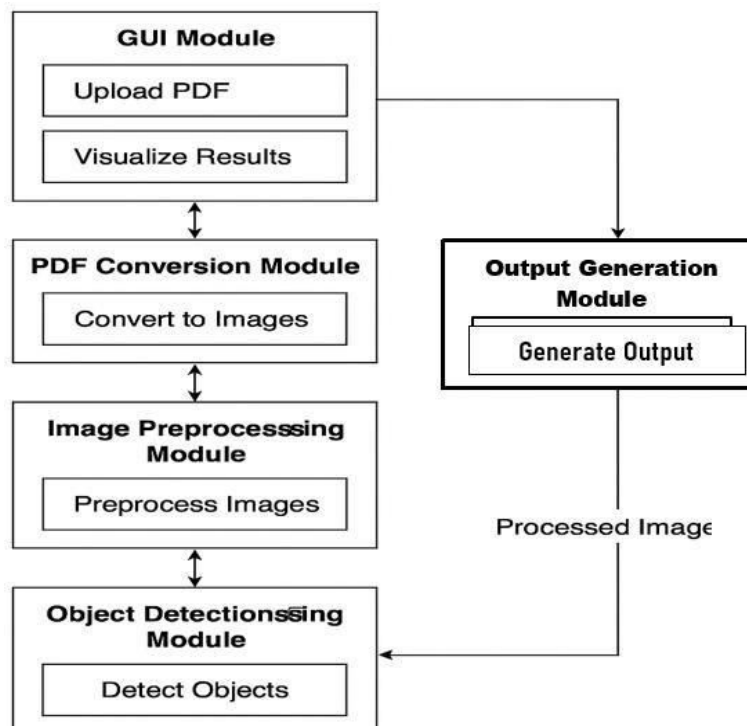 GUI Module
Upload PDF
Visualize Results
PDF Conversion Module
Convert to Images
Image Preprocesssing
Module
Preprocess Images
Object Detectionssing
Module
Detect Objects
Output Generation
Module
Generate Output
Processed Image